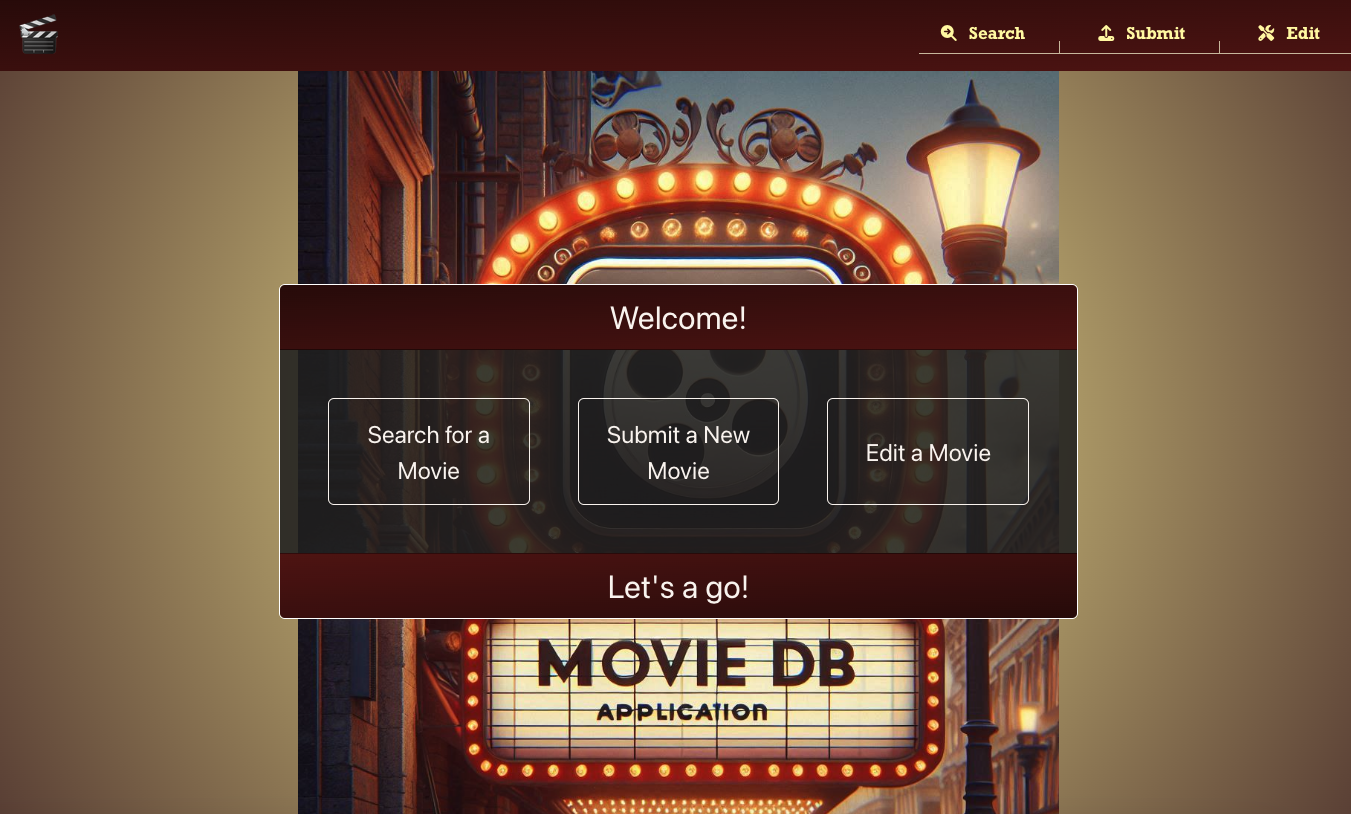 Search
Submit
Edit
Welcome!
Search for a
Movie
Submit a New
Movie
Edit a Movie
Let's a go!
MOVIE DB
APPLICATION